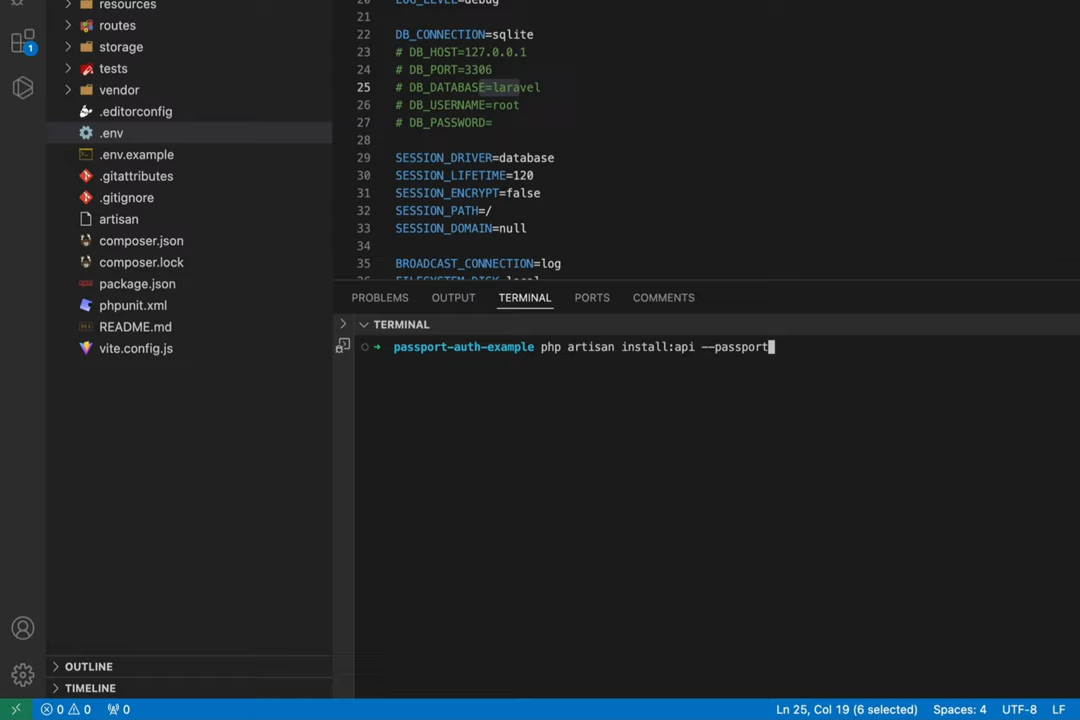 resources
routes
storage
tests
vendor
.editorconfig
.env
.env.example
.gitattributes
.gitignore
artisan
composer.json
composer.lock
package.json
phpunit.xml
README.md
vite.config.js
OUTLINE
TIMELINE
1
20 LOG_LEVEL=debug
21
22 DB_CONNECTION=sqlite
23 # DB_HOST=127.0.0.1
24 # DB_PORT=3306
25 # DB_DATABASE=laravel
26 # DB_USERNAME=root
27 # DB_PASSWORD=
28
29 SESSION_DRIVER=database
30 SESSION_LIFETIME=120
31 SESSION_ENCRYPT=false
32 SESSION_PATH=/
33 SESSION_DOMAIN=null
34
35 BROADCAST_CONNECTION=log
36 FILESYSTEM_DISK=local
PROBLEMS OUTPUT TERMINAL PORTS COMMENTS
TERMINAL
passport-auth-example php artisan install:api --passport
0 0 0 Ln 25, Col 19 (6 selected) Spaces: 4 UTF-8 LF